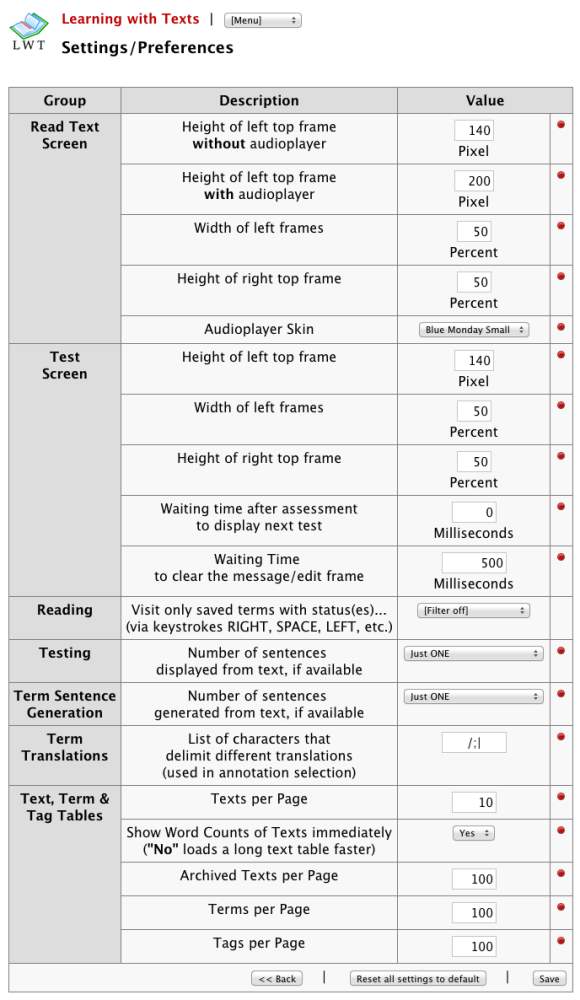 Learning with Texts | [Menu]
LWT
Settings/Preferences
Group Description Value
Read Text Screen
Height of left top frame
without audioplayer
140
Pixel
Height of left top frame
with audioplayer
200
Pixel
Width of left frames
50
Percent
Height of right top frame
50
Percent
Audioplayer Skin
Blue Monday Small
Test
Screen
Height of left top frame
140
Pixel
Width of left frames
50
Percent
Height of right top frame
50
Percent
Waiting time after assessment
to display next test
0
Milliseconds
Waiting Time
to clear the message/edit frame
500
Milliseconds
Reading
Visit only saved terms with status(es)...
(via keystrokes RIGHT, SPACE, LEFT, etc.)
[Filter off]
Testing
Number of sentences
displayed from text, if available
Just ONE
Term Sentence
Generation
Number of sentences
generated from text, if available
Just ONE
Term
Translations
List of characters that
delimit different translations
(used in annotation selection)
/;|
Text, Term &
Tag Tables
Texts per Page
10
Show Word Counts of Texts immediately
("No" loads a long text table faster)
Yes
Archived Texts per Page
100
Terms per Page
100
Tags per Page
100
<< Back | Reset all settings to default | Save